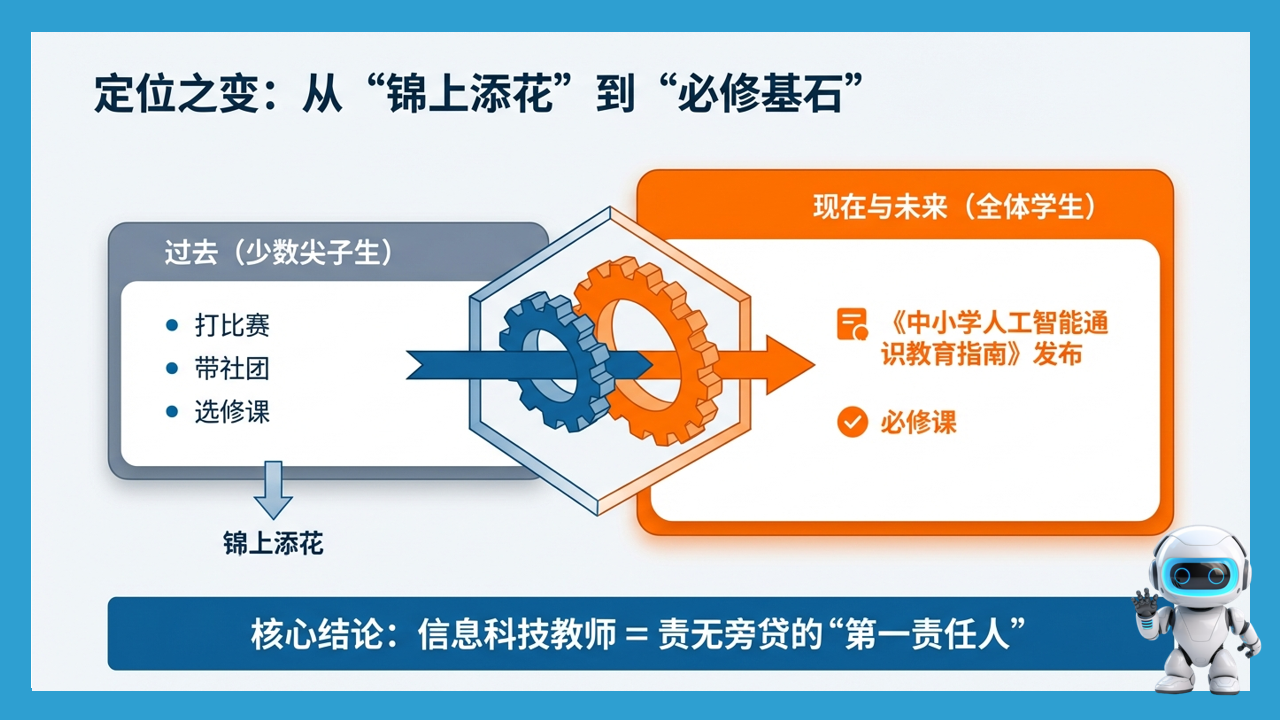 定位之变：从“锦上添花”到“必修基石”
过去（少数尖子生）
打比赛
带社团
选修课
锦上添花
现在与未来（全体学生）
《中小学人工智能通
识教育指南》发布
必修课
核心结论：信息科技教师 = 责无旁贷的“第一责任人”